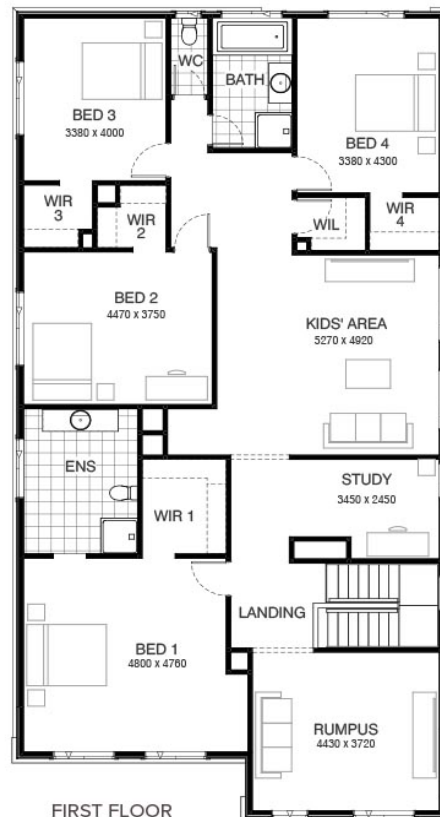 WC
BATH
BED 3
3380 x 4000
BED 4
3380 x 4300
WIR
3
WIR
2
WIL
WIR
4
BED 2
4470 x 3750
KIDS' AREA
5270 x 4920
ENS
WIR 1
STUDY
3450 x 2450
LANDING
BED 1
4800 x 4760
RUMPUS
4430 x 3720
FIRST FLOOR